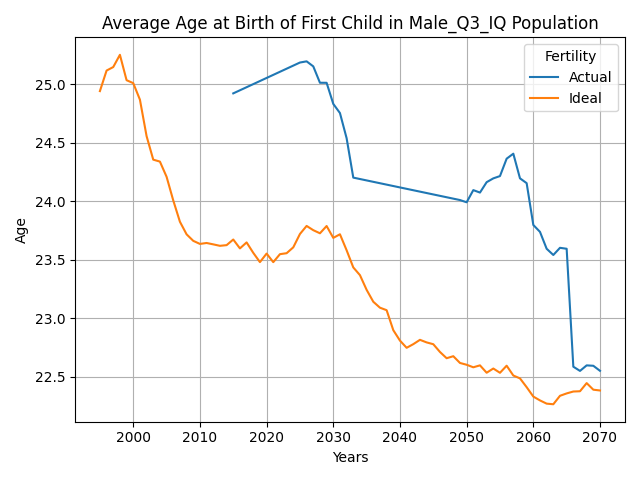 Average Age at Birth of First Child in Male_Q3_IQ Population
Fertility
Actual
Ideal
Age
25.0
24.5
24.0
23.5
23.0
22.5
2000 2010 2020 2030 2040 2050 2060 2070
Years